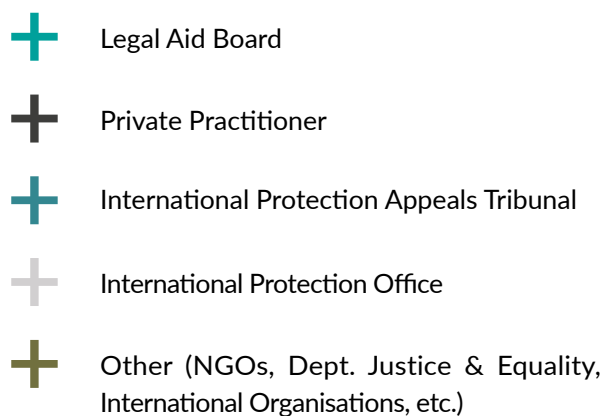 Legal Aid Board
Private Practitioner
International Protection Appeals Tribunal
International Protection Office
Other (NGOs, Dept. Justice & Equality,
International Organisations, etc.)